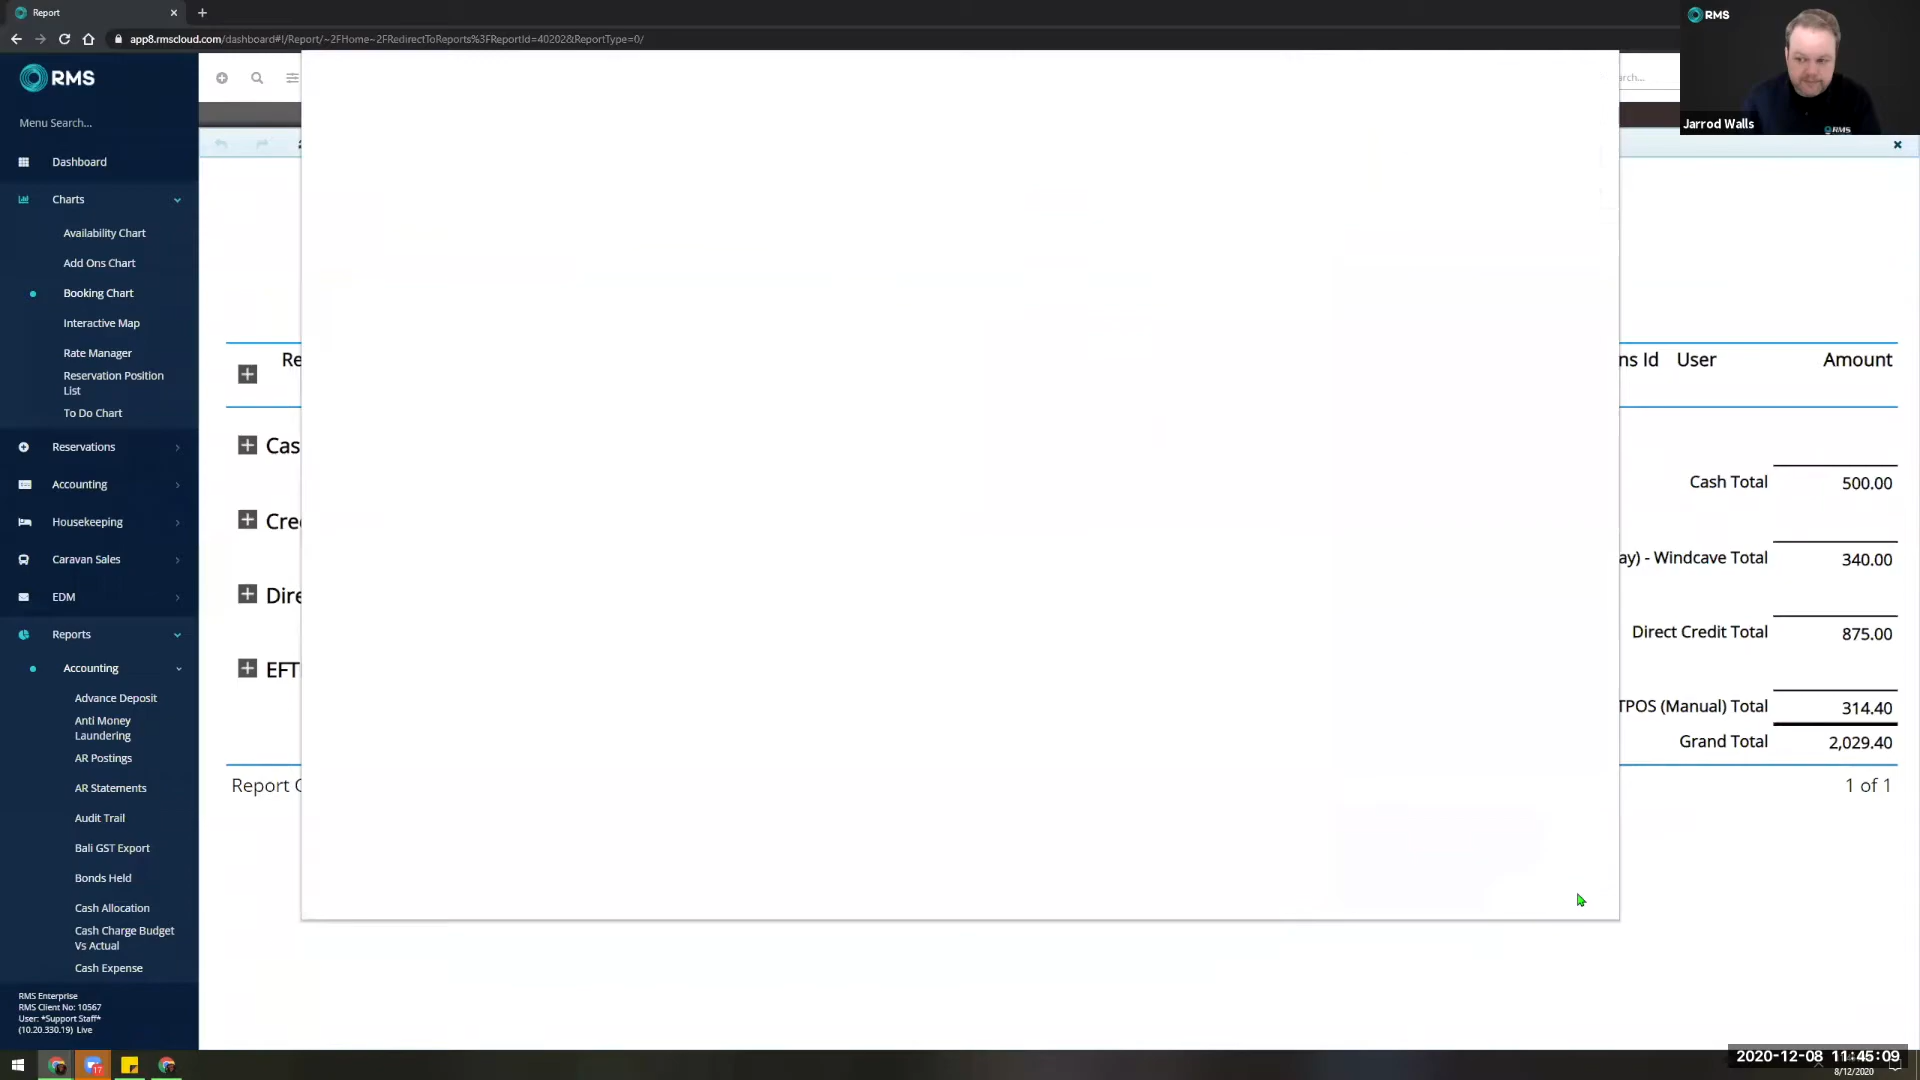 Report
app8.rmscloud.com/dashboard#!/Report/~2FHome~2FRedirectToReports%3FReportId=40202&ReportType=0/
RMS
Menu Search...
Dashboard
Charts
Availability Chart
Add Ons Chart
Booking Chart
Interactive Map
Rate Manager
Reservation Position
List
To Do Chart
Reservations
Accounting
Housekeeping
Caravan Sales
EDM
Reports
Accounting
Advance Deposit
Anti Money
Laundering
AR Postings
AR Statements
Audit Trail
Bali GST Export
Bonds Held
Cash Allocation
Cash Charge Budget
Vs Actual
Cash Expense
RMS Enterprise
RMS Client No: 10567
User: *Support Staff*
(10.20.330.19) Live
Re
Cas
Cre
Dire
EFT
Report
rch...
RMS
RMS
Jarrod Walls
ns Id User Amount
Cash Total 500.00
ay) - Windcave Total 340.00
Direct Credit Total 875.00
TPOS (Manual) Total 314.40
Grand Total 2,029.40
1 of 1
17
2020-12-08 11:45:09
8/12/2020